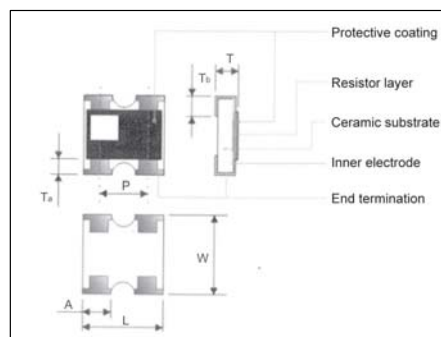 Protective coating
Resistor layer
Ceramic substrate
Inner electrode
End termination
T
Tb
Ta
P
W
A
L